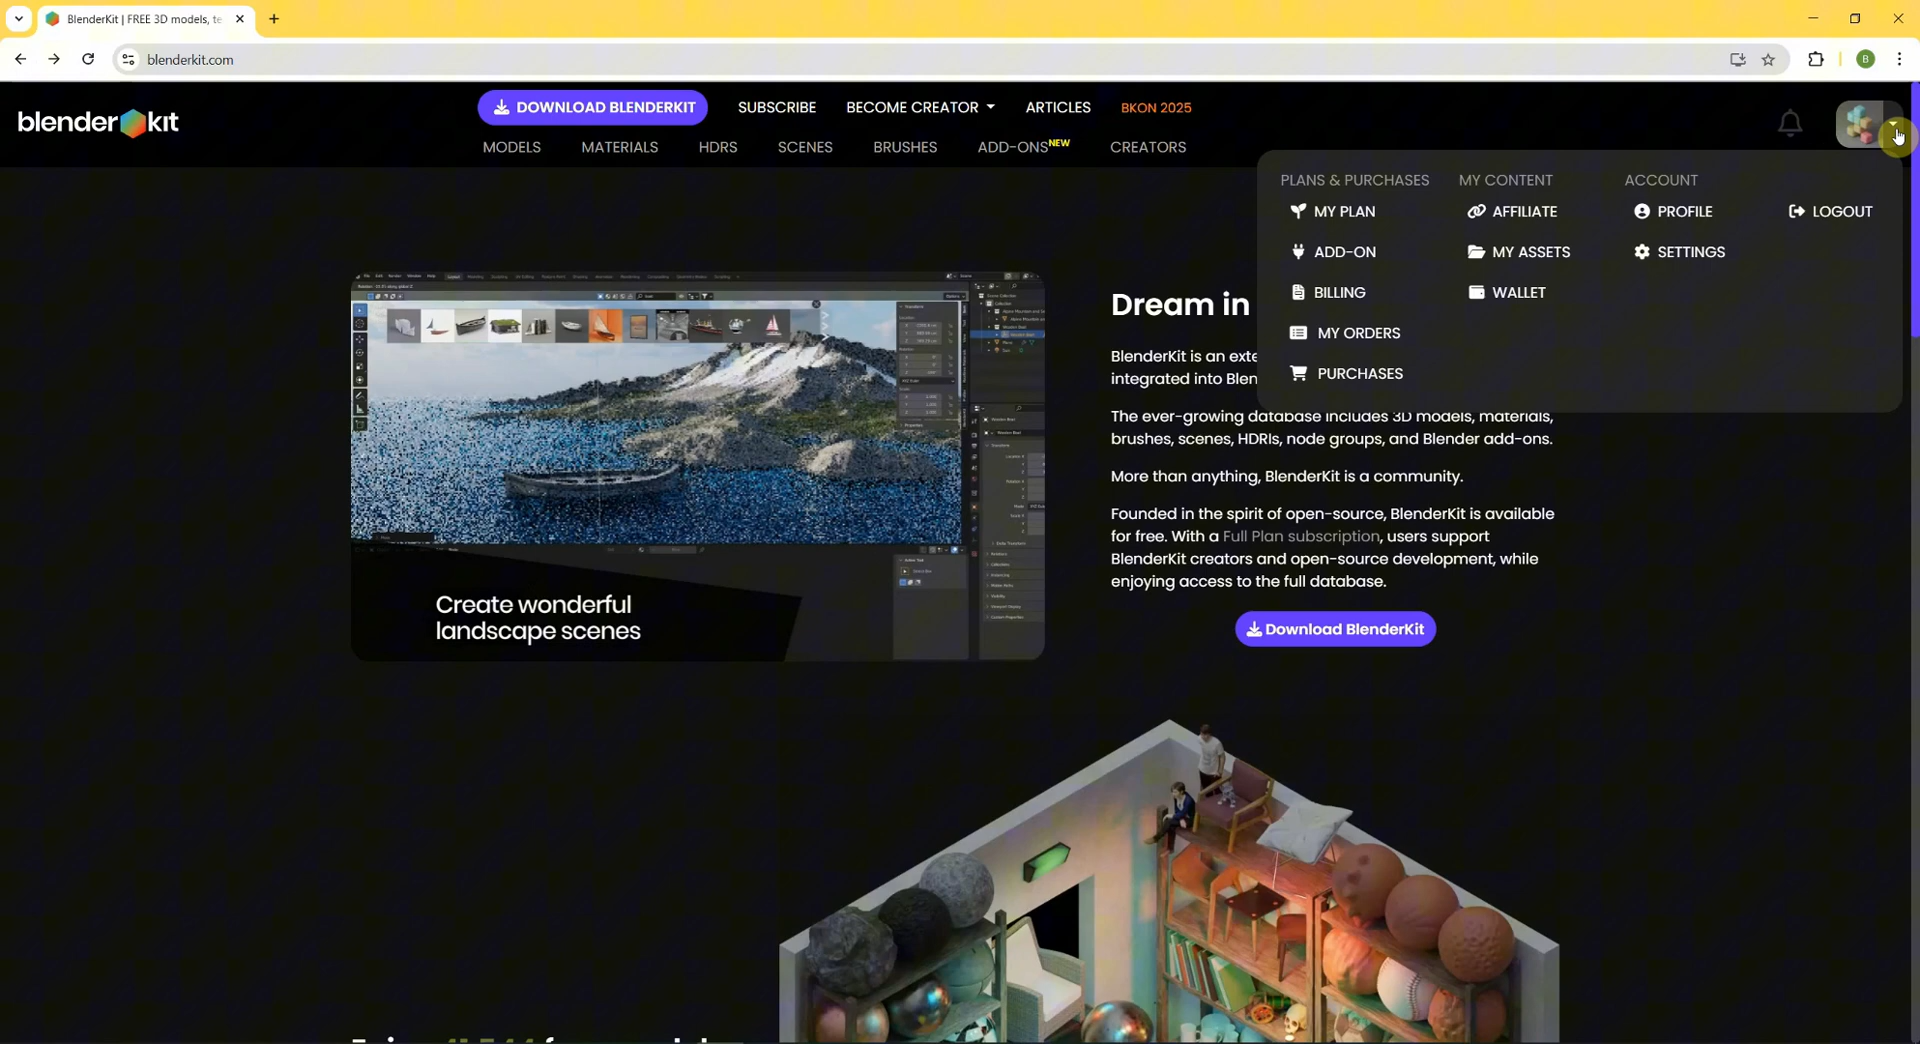 BlenderKit | FREE 3D models, te
blenderkit.com
B
blenderkit
DOWNLOAD BLENDERKIT
SUBSCRIBE
BECOME CREATOR
ARTICLES
BKON 2025
MODELS
MATERIALS
HDRS
SCENES
BRUSHES
ADD-ONS NEW
CREATORS
PLANS & PURCHASES
MY PLAN
ADD-ON
BILLING
MY ORDERS
PURCHASES
MY CONTENT
AFFILIATE
MY ASSETS
WALLET
ACCOUNT
PROFILE
SETTINGS
LOGOUT
Create wonderful
landscape scenes
Dream in
BlenderKit is an exte
integrated into Blen
The ever-growing database includes 3D models, materials,
brushes, scenes, HDRIs, node groups, and Blender add-ons.
More than anything, BlenderKit is a community.
Founded in the spirit of open-source, BlenderKit is available
for free. With a Full Plan subscription, users support
BlenderKit creators and open-source development, while
enjoying access to the full database.
Download BlenderKit